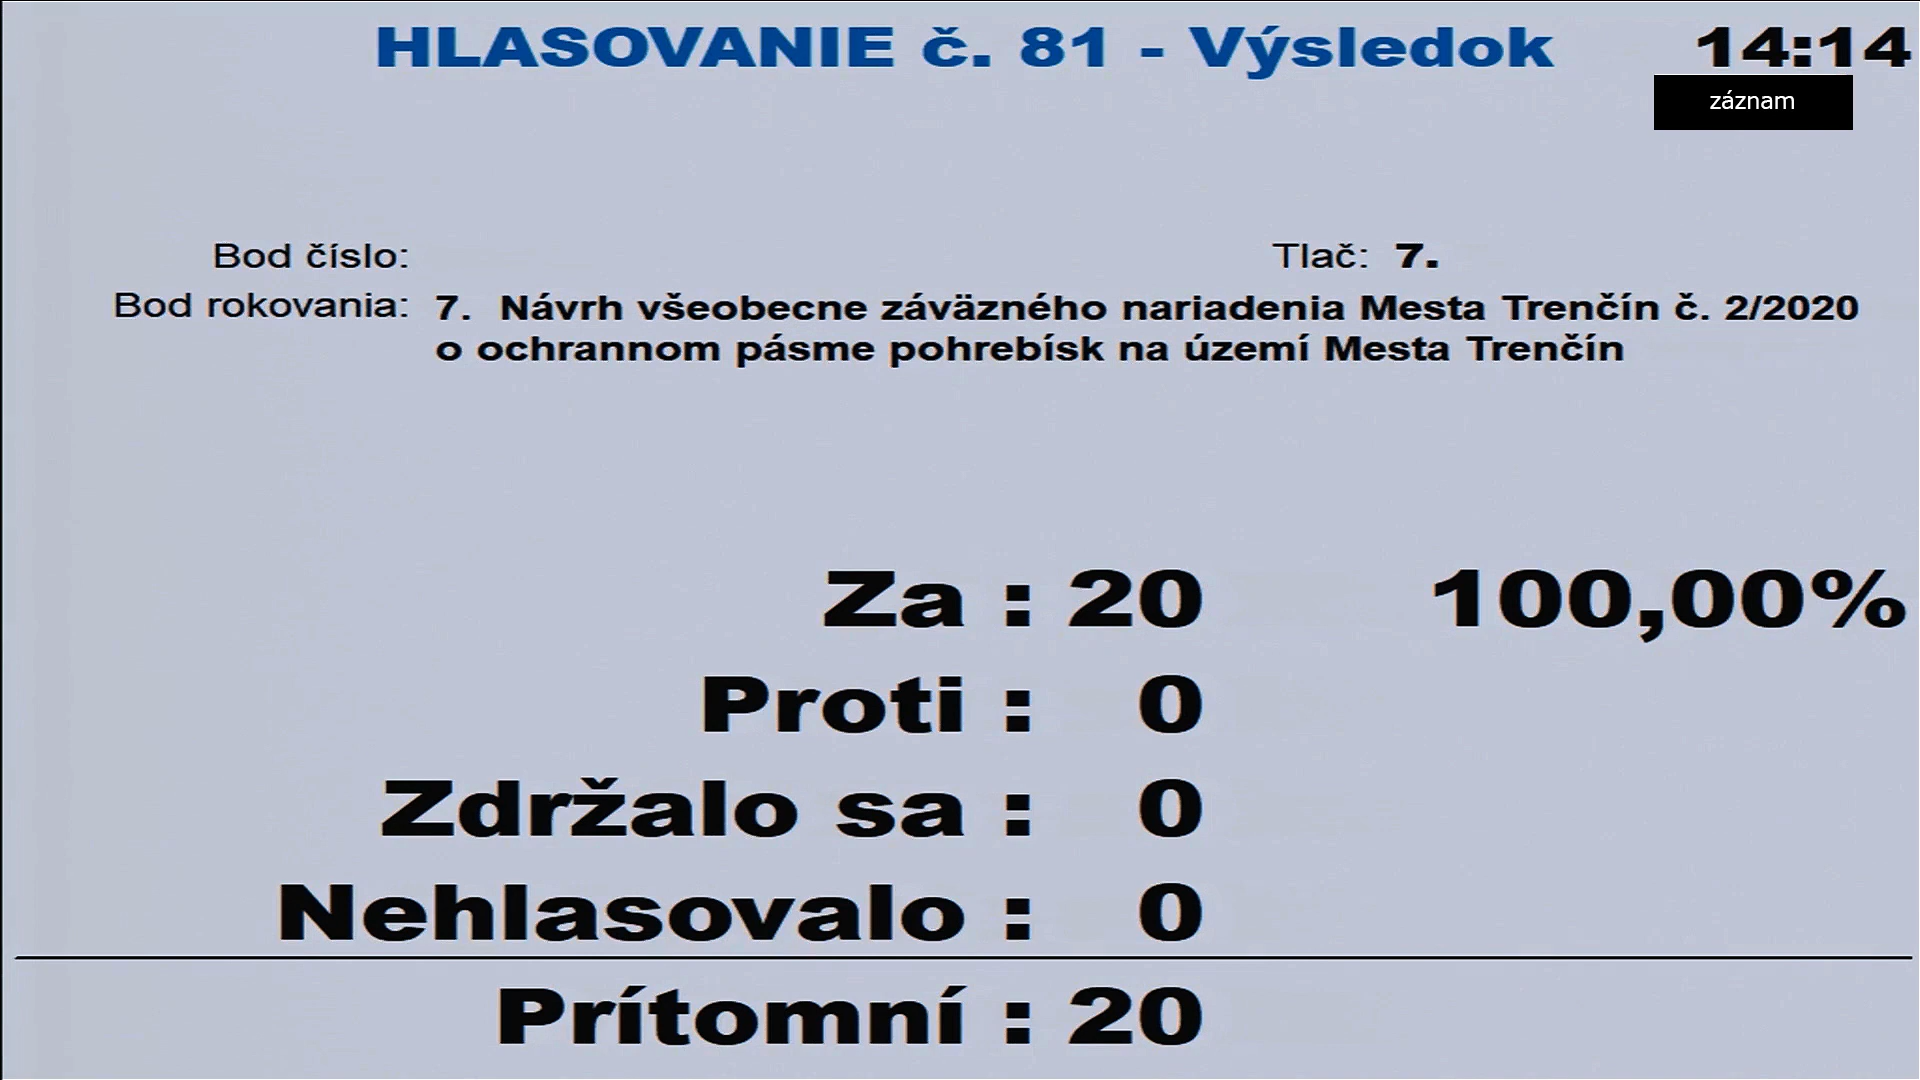 HLASOVANIE č. 81 - Výsledok 14:14
záznam
Bod číslo: Tlač: 7.
Bod rokovania: 7. Návrh všeobecne záväzného nariadenia Mesta Trenčín č. 2/2020
o ochrannom pásme pohrebísk na území Mesta Trenčín
Za : 20 100,00%
Proti : 0
Zdržalo sa : 0
Nehlasovalo : 0
Prítomní : 20